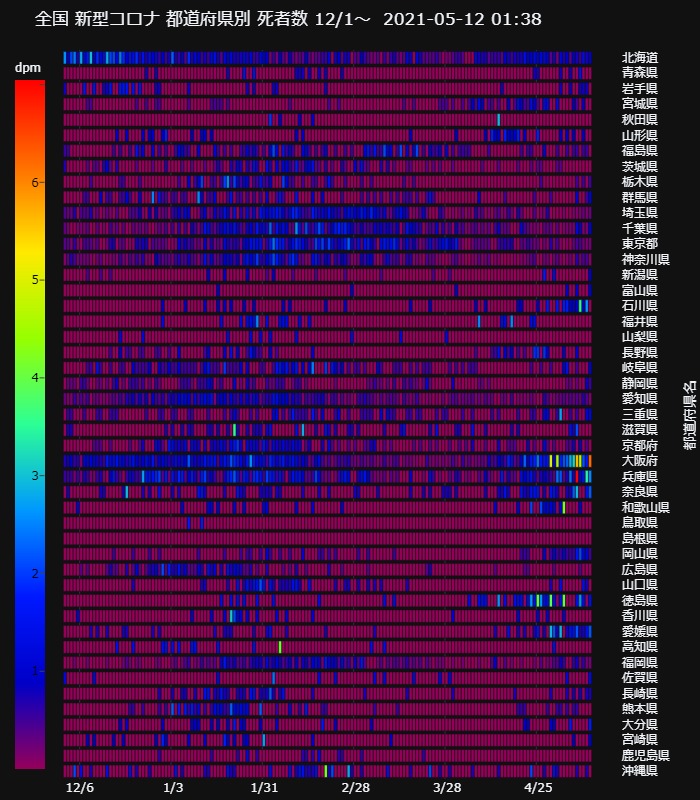 全国 新型コロナ 都道府県別 死者数 12/1～ 2021-05-12 01:38
dpm
6
5
4
3
2
1
北海道
青森県
岩手県
宮城県
秋田県
山形県
福島県
茨城県
栃木県
群馬県
埼玉県
千葉県
東京都
神奈川県
新潟県
富山県
石川県
福井県
山梨県
長野県
岐阜県
静岡県
愛知県
三重県
滋賀県
京都府
大阪府
兵庫県
奈良県
和歌山県
鳥取県
島根県
岡山県
広島県
山口県
徳島県
香川県
愛媛県
高知県
福岡県
佐賀県
長崎県
熊本県
大分県
宮崎県
鹿児島県
沖縄県
都道府県名
12/6 1/3 1/31 2/28 3/28 4/25